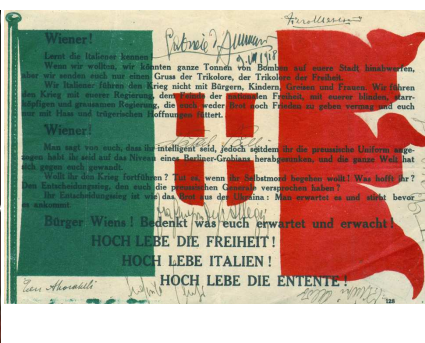 Wiener!
Lernt die Italiener kennen!
Wenn wir wollten, wir könnten ganze Tonnen von Bomben auf euere Stadt hinabwerfen,
aber wir senden euch nur einen Gruss der Trikolore, der Trikolore der Freiheit.
Wir Italiener führen den Krieg nicht mit Bürgern, Kindern, Greisen und Frauen. Wir führen
den Krieg mit euerer Regierung, dem Feinde der nationalen Freiheit, mit euerer blinden, starr-
köpfigen und grausamen Regierung, die euch weder Brot noch Frieden zu geben vermag und euch
nur mit Hass und trügerischen Hoffnungen füttert.
Wiener!
Man sagt von euch, dass ihr intelligent seid, jedoch seitdem ihr die preussische Uniform ange-
zogen habt, ihr seid auf das Niveau eines Berliner-Grobians herabgesunken, und die ganze Welt hat
sich gegen euch gewandt.
Wollt ihr den Krieg fortführen? Tut es, wenn ihr Selbstmord begehen wollt! Was hofft ihr?
Den Entscheidungssieg, den euch die preussischen Generale versprochen haben?
Ihr Entscheidungssieg ist wie das Brot aus der Ukraina: Man erwartet es und stirbt bevor
es ankommt.
Bürger Wiens! Bedenkt was euch erwartet und erwacht!
HOCH LEBE DIE FREIHEIT!
HOCH LEBE ITALIEN!
HOCH LEBE DIE ENTENTE!
128